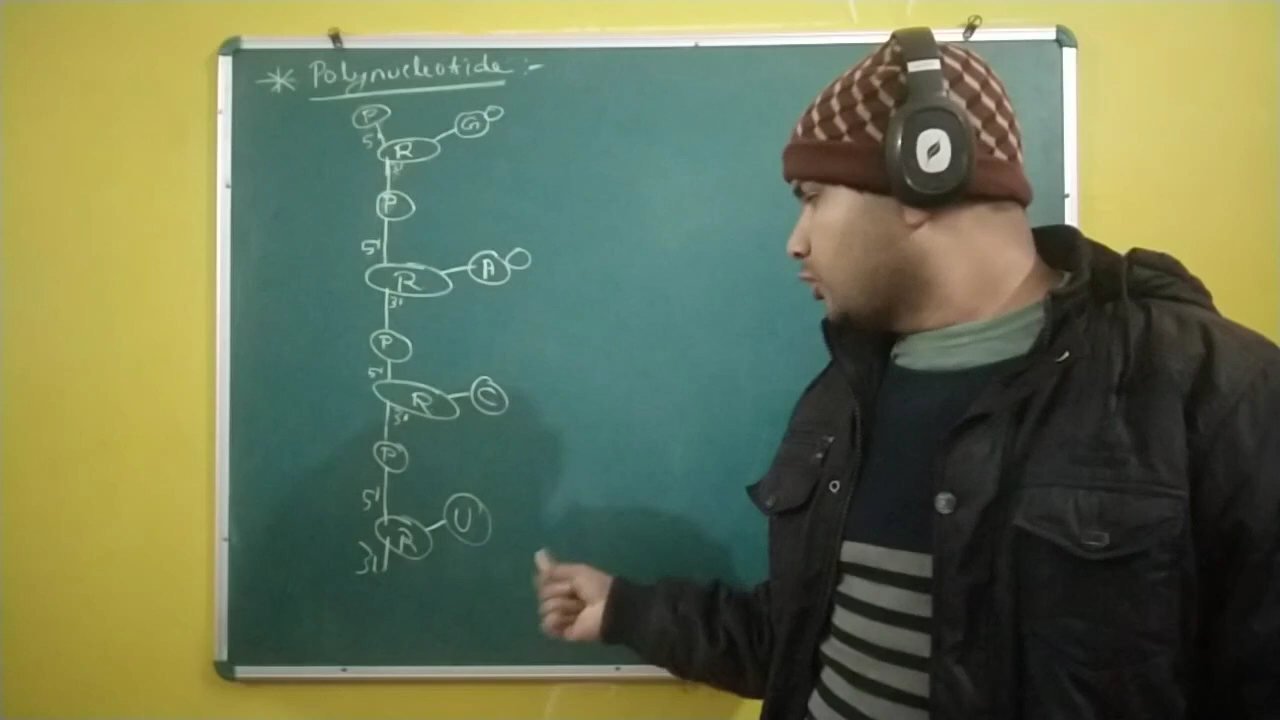 * Polynucleotide :-
P
5' R G
3'
P
5'
R A
3'
P
5'
R C
3'
P
5'
R U
3'